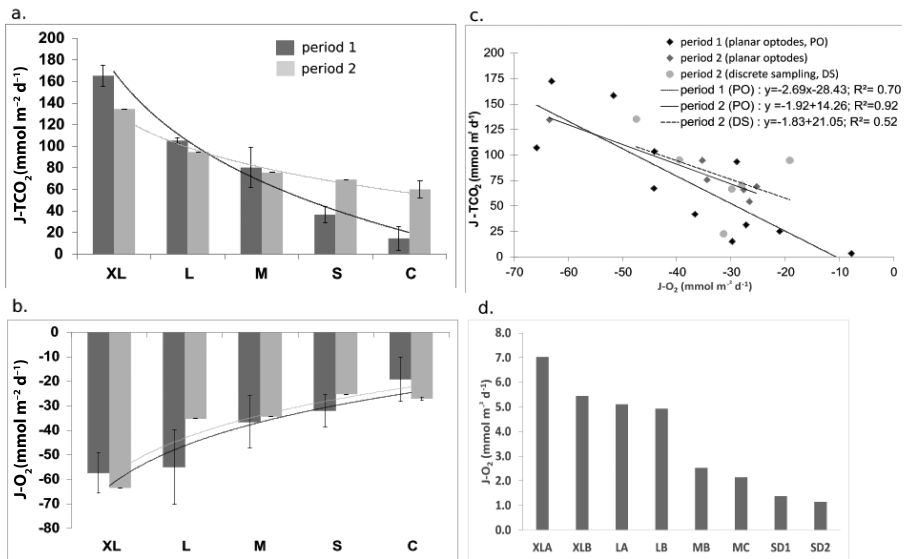 a.
J-TCO₂ (mmol m⁻² d⁻¹)
200
180
160
140
120
100
80
60
40
20
0
period 1
period 2
XL L M S C
b.
J-O₂ (mmol m⁻² d⁻¹)
0
-10
-20
-30
-40
-50
-60
-70
-80
XL L M S C
c.
period 1 (planar optodes, PO)
period 2 (planar optodes)
period 2 (discrete sampling, DS)
period 1 (PO) : y=-2.69x-28.43; R²= 0.70
period 2 (PO) : y =-1.92+14.26; R²=0.92
period 2 (DS) : y=-1.83+21.05; R²= 0.52
J -TCO₂ (mmol m² d¹)
200
175
150
125
100
75
50
25
0
-70 -60 -50 -40 -30 -20 -10 0
J-O₂ (mmol m⁻² d⁻¹)
d.
J-O₂ (mmol m⁻² d⁻¹)
8.0
7.0
6.0
5.0
4.0
3.0
2.0
1.0
0.0
XLA XLB LA LB MB MC SD1 SD2